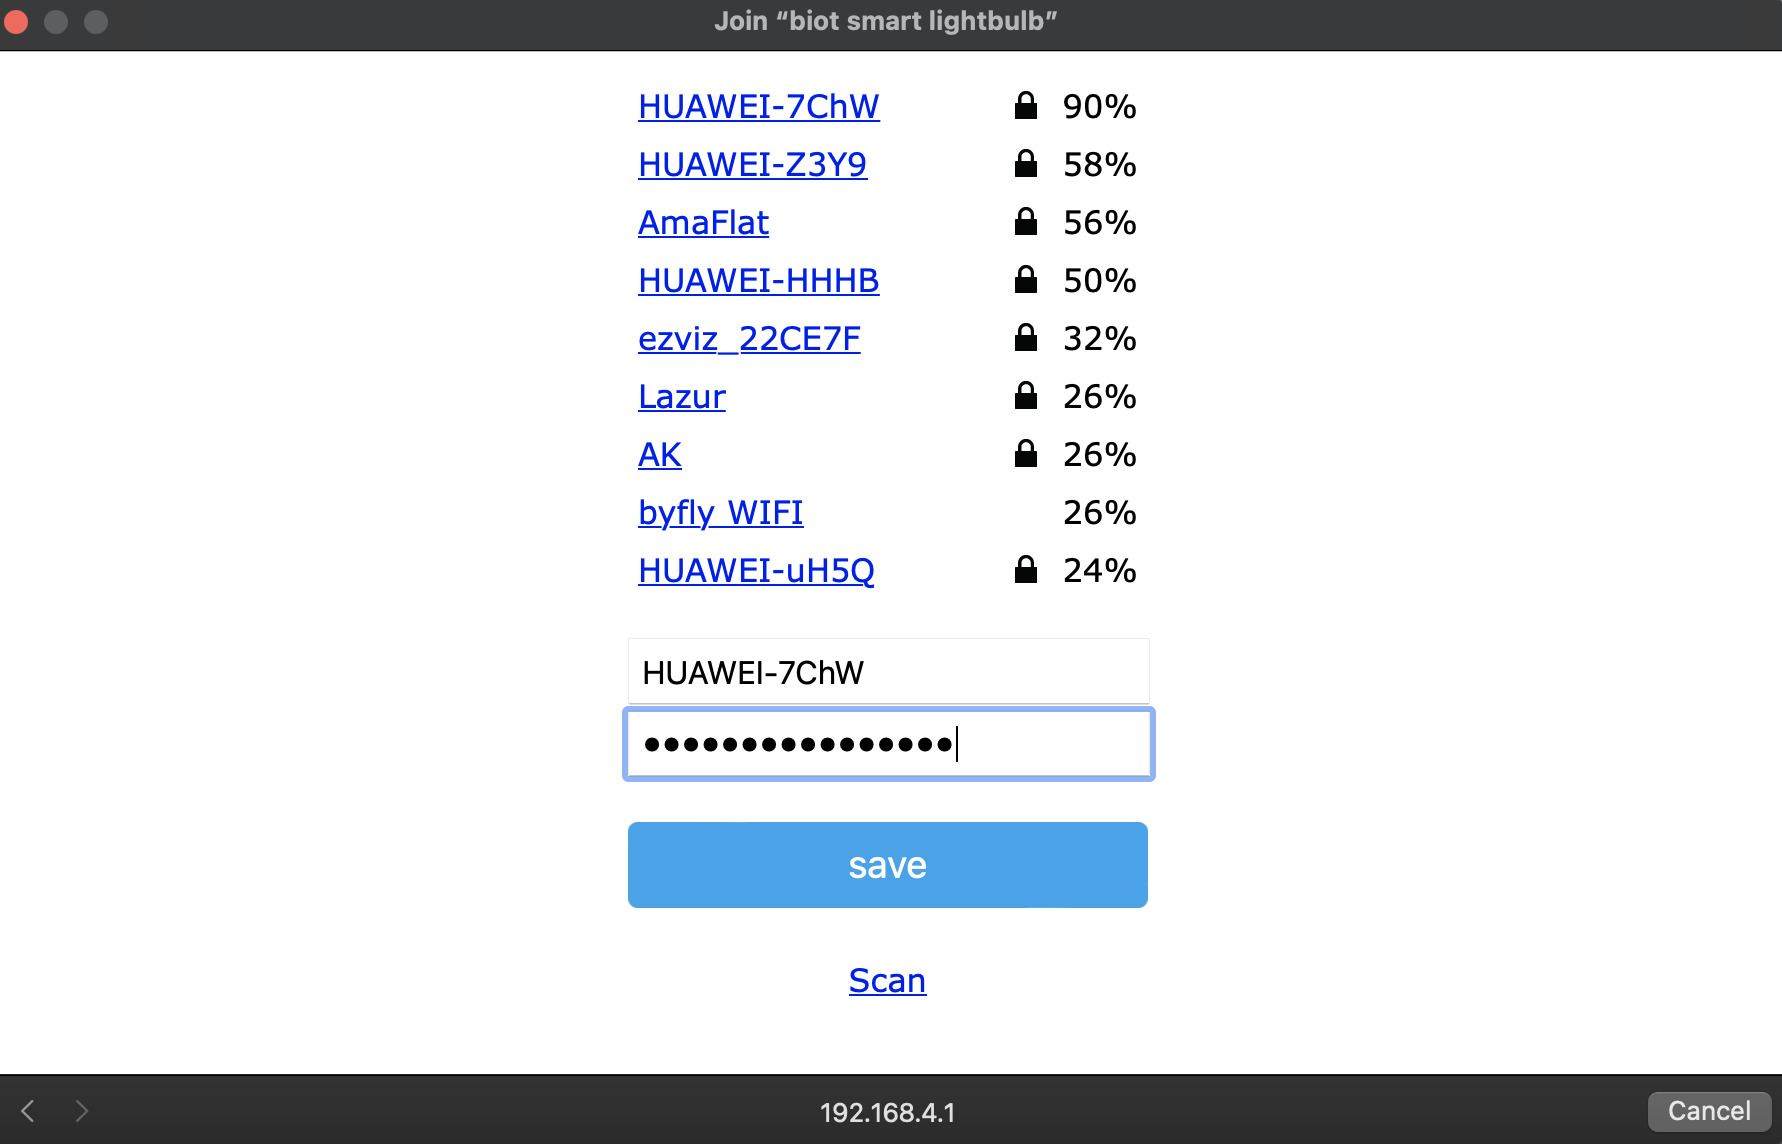 Join “biot smart lightbulb”
HUAWEI-7ChW 90%
HUAWEI-Z3Y9 58%
AmaFlat 56%
HUAWEI-HHHB 50%
ezviz_22CE7F 32%
Lazur 26%
AK 26%
byfly WIFI 26%
HUAWEI-uH5Q 24%
HUAWEI-7ChW
••••••••••••••••
save
Scan
192.168.4.1
Cancel